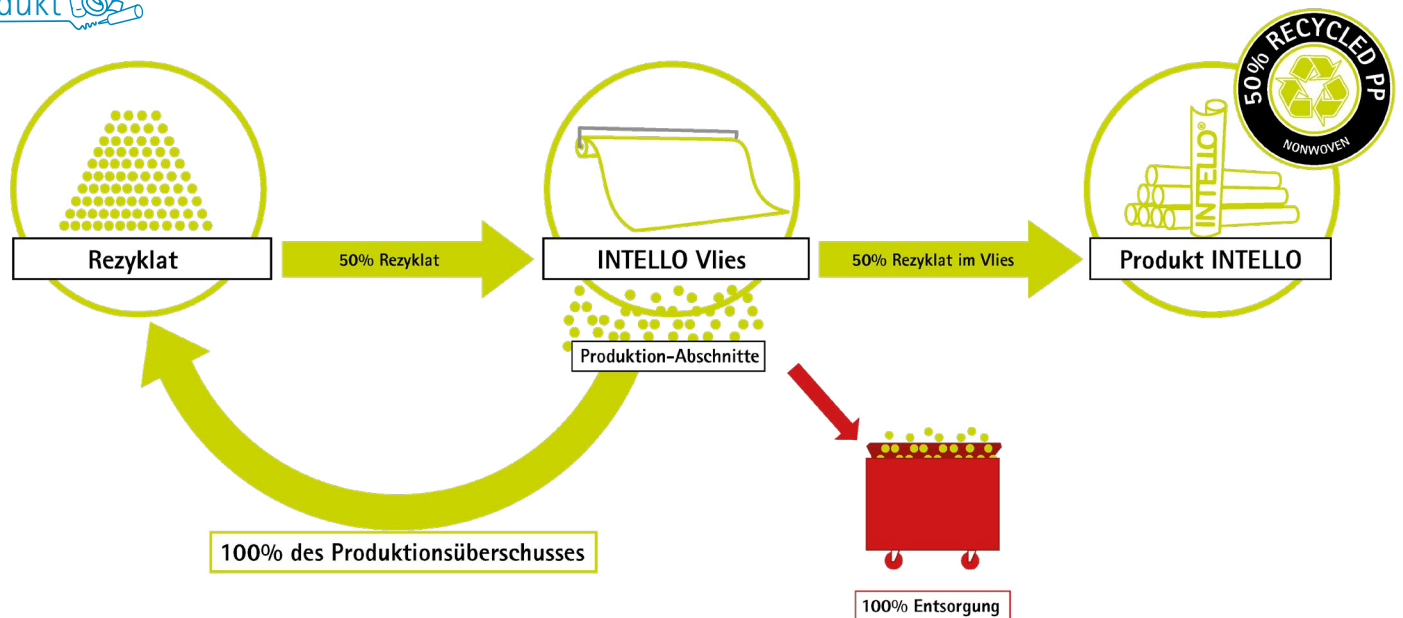 50% RECYCLED PP
NONWOVEN
INTELLO®
Rezyklat
50% Rezyklat
INTELLO Vlies
50% Rezyklat im Vlies
Produkt INTELLO
Produktion-Abschnitte
100% des Produktionsüberschusses
100% Entsorgung